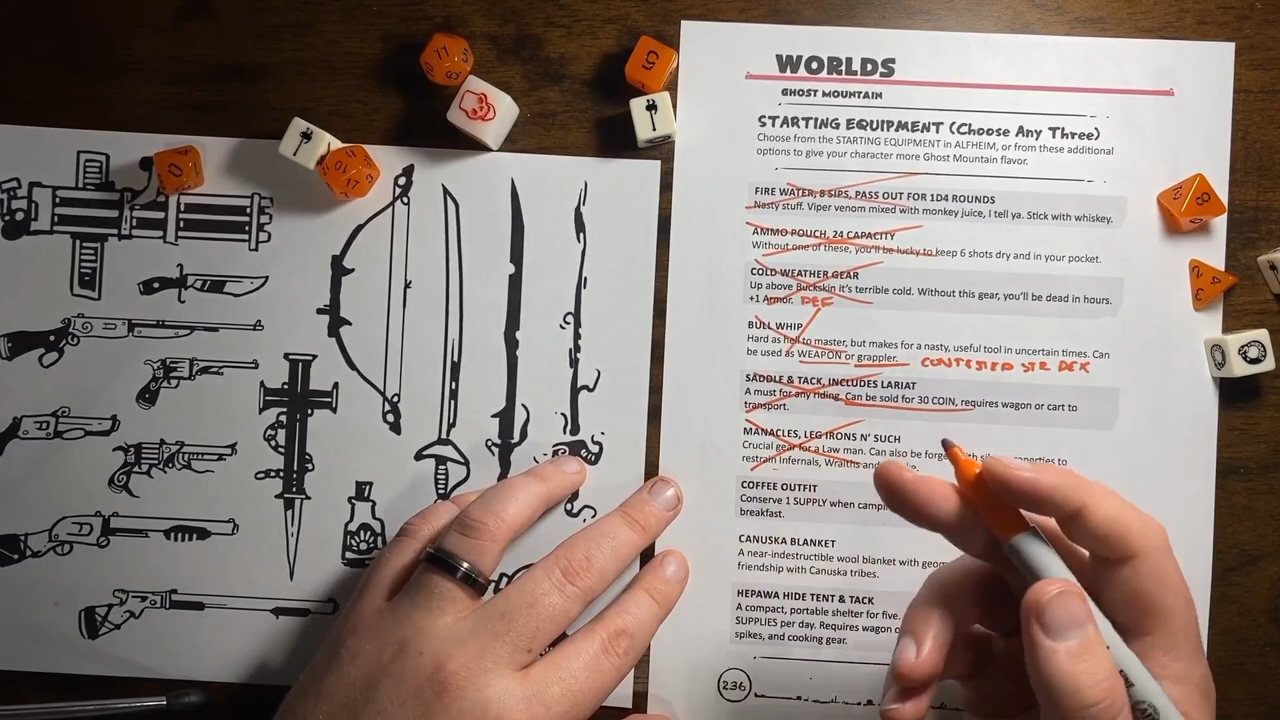 WORLDS
GHOST MOUNTAIN
STARTING EQUIPMENT (Choose Any Three)
Choose from the STARTING EQUIPMENT in ALFHEIM, or from these additional
options to give your character more Ghost Mountain flavor.
FIRE WATER, 8 SIPS, PASS OUT FOR 1D4 ROUNDS
Nasty stuff. Viper venom mixed with monkey juice, I tell ya. Stick with whiskey.
AMMO POUCH, 24 CAPACITY
Without one of these, you'll be lucky to keep 6 shots dry and in your pocket.
COLD WEATHER GEAR
Up above Buckskin it's terrible cold. Without this gear, you'll be dead in hours.
+1 Armor. DEF
BULL WHIP
Hard as hell to master, but makes for a nasty, useful tool in uncertain times. Can
be used as WEAPON or grappler. CONTESTED STR DEX
SADDLE & TACK, INCLUDES LARIAT
A must for any riding. Can be sold for 30 COIN, requires wagon or cart to
transport.
MANACLES, LEG IRONS N' SUCH
Crucial gear for a Law man. Can also be to
restrain Infernals, Wraiths and
COFFEE OUTFIT
Conserve 1 SUPPLY when
breakfast.
CANUSKA BLANKET
A near-indestructible wool blanket with
friendship with Canuska tribes.
HEPAWA HIDE TENT & TACK
A compact, portable shelter for five.
SUPPLIES per day. Requires wagon
spikes, and cooking gear.
236
11
5
0
10
17
8
4
2